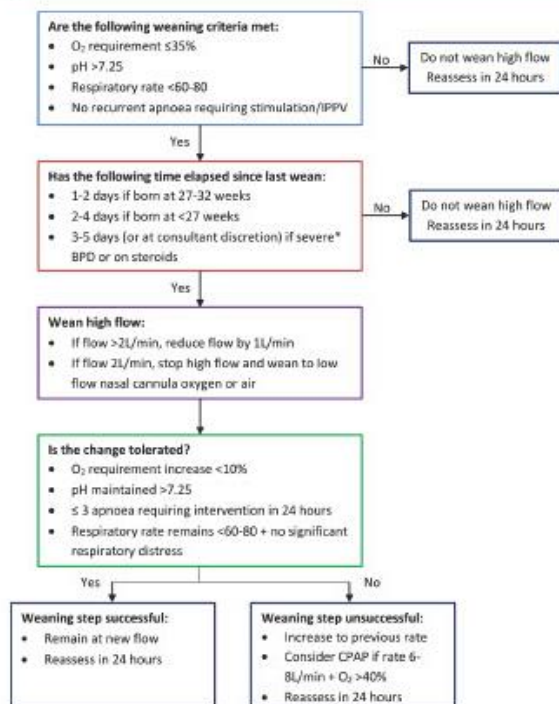 Are the following weaning criteria met:
• O₂ requirement ≤35%
• pH >7.25
• Respiratory rate <60-80
• No recurrent apnoea requiring stimulation/IPPV
No
Do not wean high flow
Reassess in 24 hours
Yes
Has the following time elapsed since last wean:
• 1-2 days if born at 27-32 weeks
• 2-4 days if born at <27 weeks
• 3-5 days (or at consultant discretion) if severe*
BPD or on steroids
No
Do not wean high flow
Reassess in 24 hours
Yes
Wean high flow:
• If flow >2L/min, reduce flow by 1L/min
• If flow 2L/min, stop high flow and wean to low
flow nasal cannula oxygen or air
Is the change tolerated?
• O₂ requirement increase <10%
• pH maintained >7.25
• ≤ 3 apnoea requiring intervention in 24 hours
• Respiratory rate remains <60-80 + no significant
respiratory distress
Yes
No
Weaning step successful:
• Remain at new flow
• Reassess in 24 hours
Weaning step unsuccessful:
• Increase to previous rate
• Consider CPAP if rate 6-
8L/min + O₂ >40%
• Reassess in 24 hours